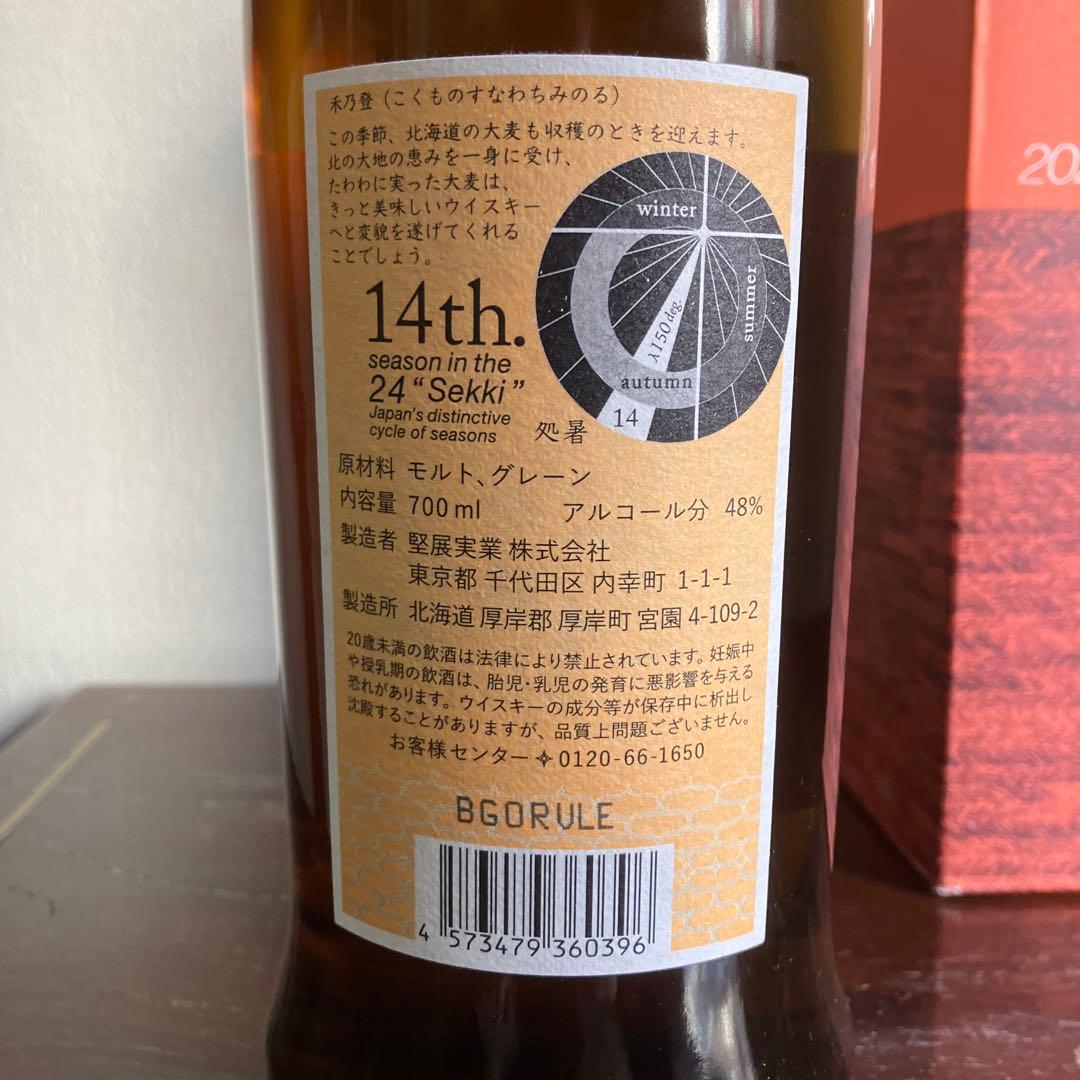 禾乃登（こくものすなわちみのる）
この季節、北海道の大麦も収穫のときを迎えます。
北の大地の恵みを一身に受け、
たわわに実った大麦は、
きっと美味しいウイスキー
へと変貌を遂げてくれる
ことでしょう。
winter
summer
λ150deg.
autumn
14
14th.
season in the
24 “Sekki”
Japan's distinctive
cycle of seasons
処暑
原材料 モルト、グレーン
内容量 700 ml アルコール分 48%
製造者 堅展実業 株式会社
東京都 千代田区 内幸町 1-1-1
製造所 北海道 厚岸郡 厚岸町 宮園 4-109-2
20歳未満の飲酒は法律により禁止されています。妊娠中
や授乳期の飲酒は、胎児・乳児の発育に悪影響を与える
恐れがあります。ウイスキーの成分等が保存中に析出し
沈殿することがありますが、品質上問題ございません。
お客様センター✧0120-66-1650
BGORVLE
4 573479 360396